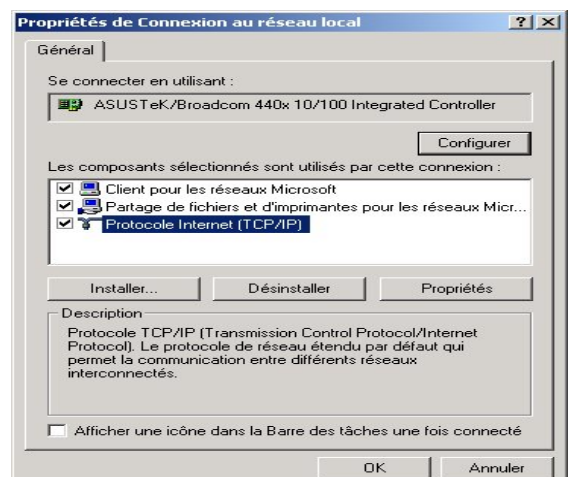 Propriétés de Connexion au réseau local
Général
Se connecter en utilisant :
ASUSTeK/Broadcom 440x 10/100 Integrated Controller
Configurer
Les composants sélectionnés sont utilisés par cette connexion :
Client pour les réseaux Microsoft
Partage de fichiers et d'imprimantes pour les réseaux Micr...
Protocole Internet (TCP/IP)
Installer... Désinstaller Propriétés
Description
Protocole TCP/IP (Transmission Control Protocol/Internet
Protocol). Le protocole de réseau étendu par défaut qui
permet la communication entre différents réseaux
interconnectés.
Afficher une icône dans la Barre des tâches une fois connecté
OK Annuler